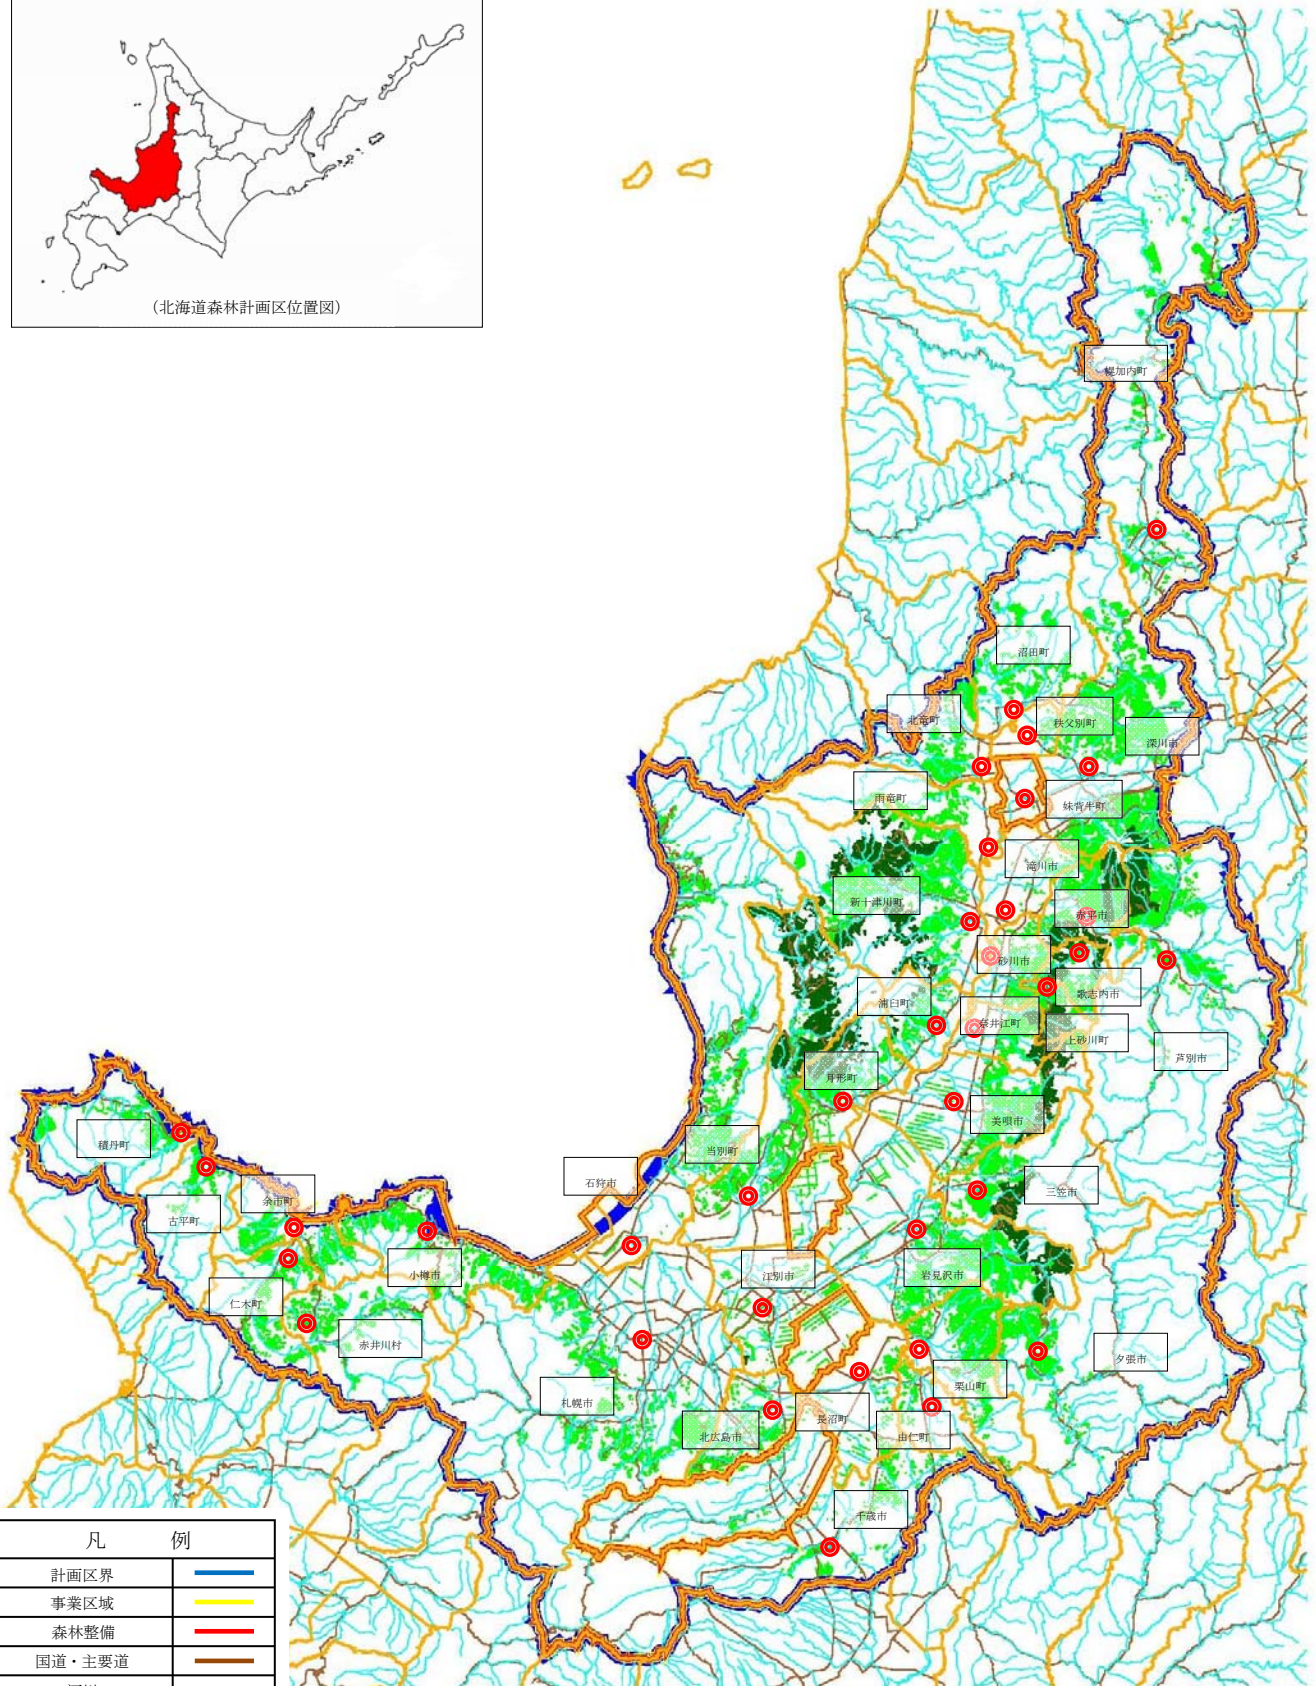 (北海道森林計画区位置図)
幌加内町
沼田町
北竜町
秩父別町
深川市
雨竜町
妹背牛町
滝川市
新十津川町
赤平市
砂川市
歌志内市
浦臼町
奈井江町
上砂川町
芦別市
月形町
美唄市
当別町
積丹町
石狩市
三笠市
余市町
古平町
岩見沢市
江別市
小樽市
仁木町
赤井川村
夕張市
栗山町
札幌市
長沼町
北広島市
由仁町
千歳市
凡 例
計画区界
事業区域
森林整備
国道・主要道